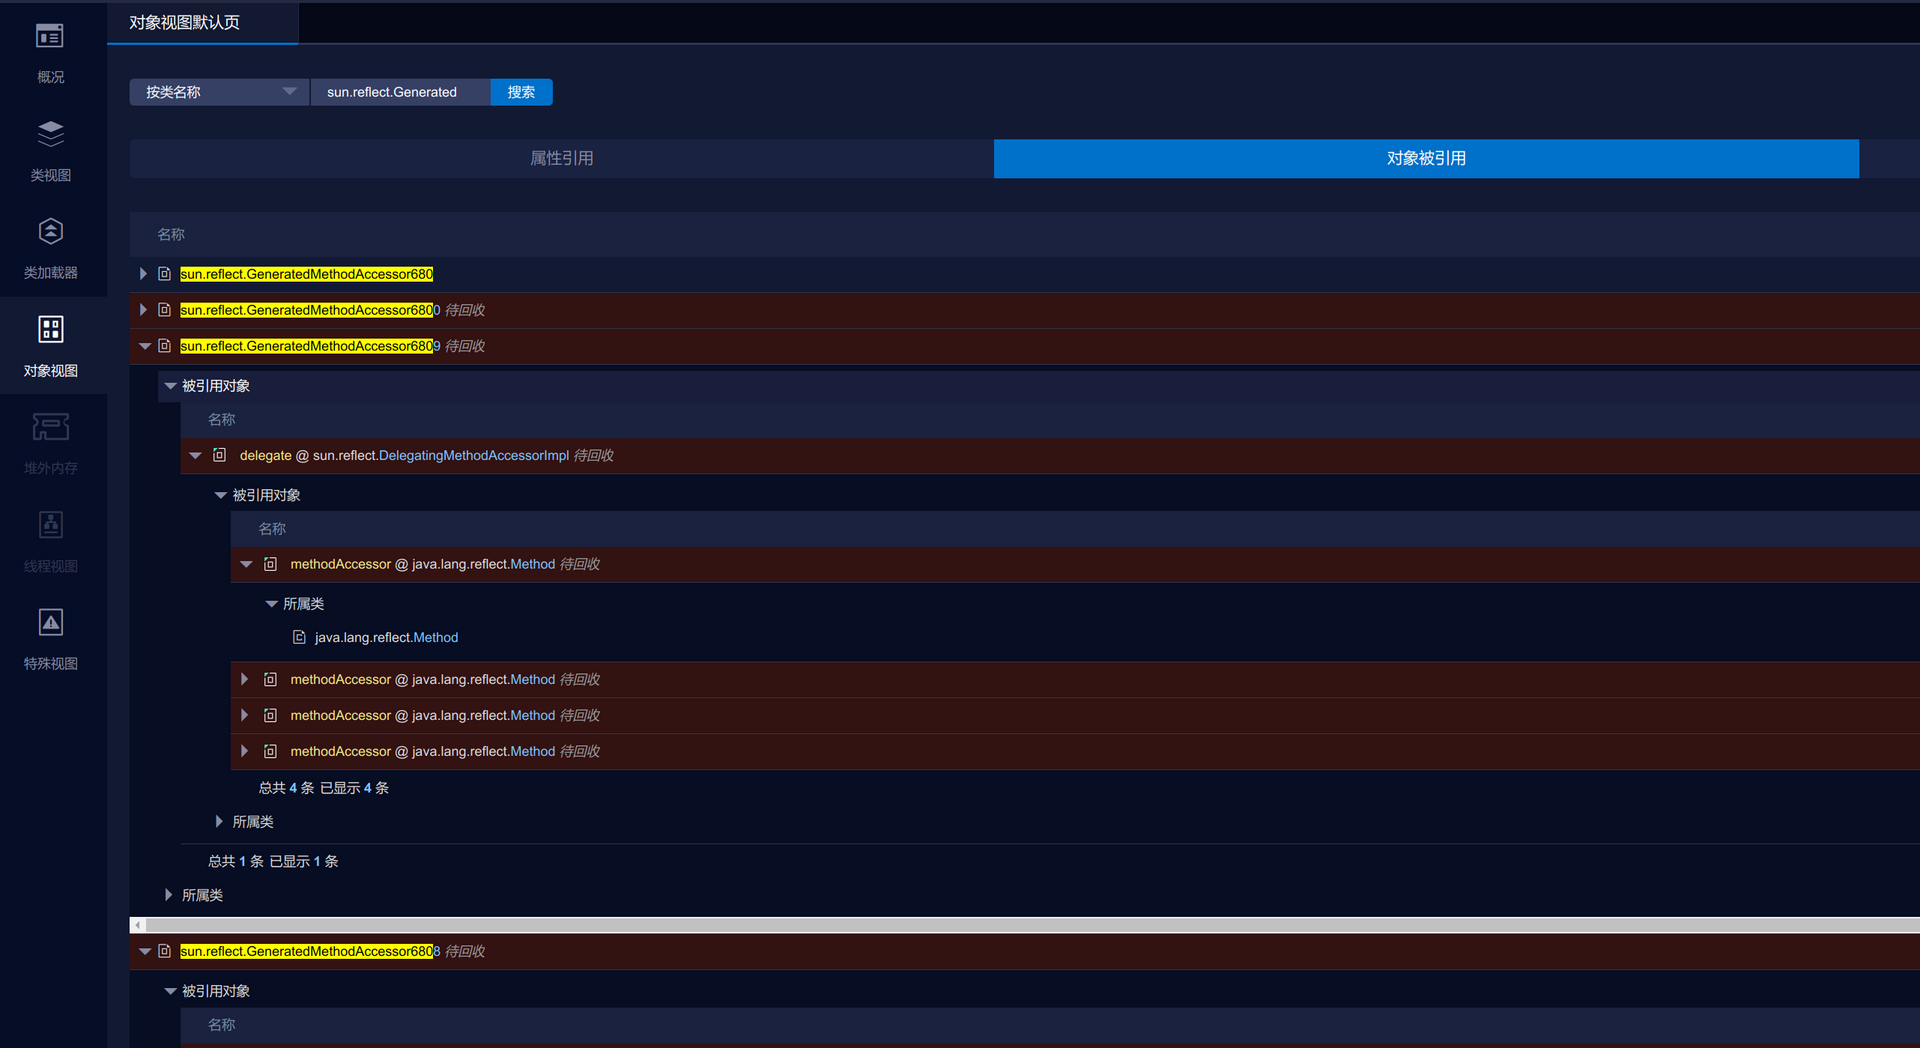 对象视图默认页
概况
类视图
类加载器
对象视图
堆外内存
线程视图
特殊视图
按类名称 sun.reflect.Generated 搜索
属性引用 对象被引用
名称
sun.reflect.GeneratedMethodAccessor680
sun.reflect.GeneratedMethodAccessor6800 待回收
sun.reflect.GeneratedMethodAccessor6809 待回收
被引用对象
名称
delegate @ sun.reflect.DelegatingMethodAccessorImpl 待回收
被引用对象
名称
methodAccessor @ java.lang.reflect.Method 待回收
所属类
java.lang.reflect.Method
methodAccessor @ java.lang.reflect.Method 待回收
methodAccessor @ java.lang.reflect.Method 待回收
methodAccessor @ java.lang.reflect.Method 待回收
总共 4 条 已显示 4 条
所属类
总共 1 条 已显示 1 条
所属类
sun.reflect.GeneratedMethodAccessor6808 待回收
被引用对象
名称